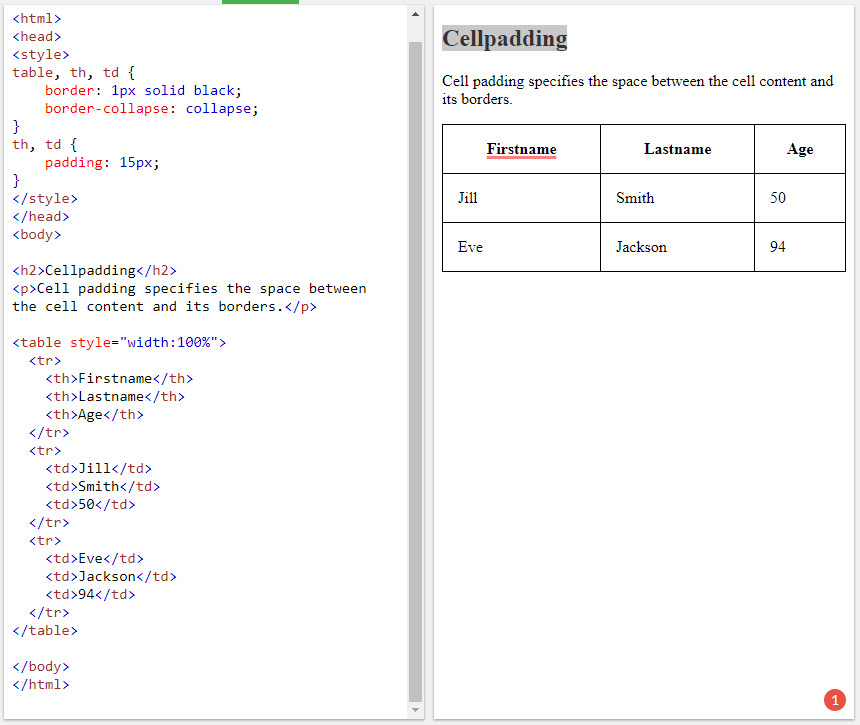 <html>
<head>
<style>
table, th, td {
    border: 1px solid black;
    border-collapse: collapse;
}
th, td {
    padding: 15px;
}
</style>
</head>
<body>

<h2>Cellpadding</h2>
<p>Cell padding specifies the space between
the cell content and its borders.</p>

<table style="width:100%">
  <tr>
    <th>Firstname</th>
    <th>Lastname</th>
    <th>Age</th>
  </tr>
  <tr>
    <td>Jill</td>
    <td>Smith</td>
    <td>50</td>
  </tr>
  <tr>
    <td>Eve</td>
    <td>Jackson</td>
    <td>94</td>
  </tr>
</table>

</body>
</html>
Cellpadding
Cell padding specifies the space between the cell content and
its borders.
Firstname Lastname Age
Jill Smith 50
Eve Jackson 94
1